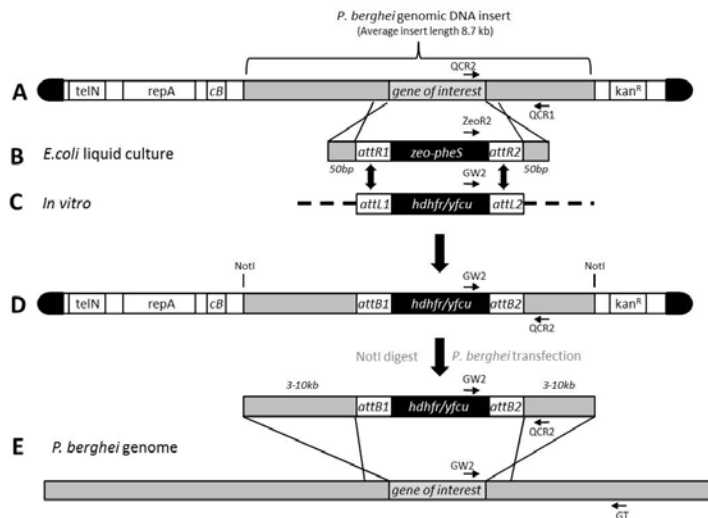 P. berghei genomic DNA insert
(Average insert length 8.7 kb)
QCR2
A telN repA cB gene of interest kanR
QCR1
ZeoR2
B E.coli liquid culture attR1 zeo-pheS attR2
50bp 50bp
GW2
C In vitro attL1 hdhfr/yfcu attL2
NotI NotI
GW2
D telN repA cB attB1 hdhfr/yfcu attB2 kanR
QCR2
NotI digest P. berghei transfection
3-10kb GW2 3-10kb
attB1 hdhfr/yfcu attB2
QCR2
E P. berghei genome
GW2
gene of interest
GT